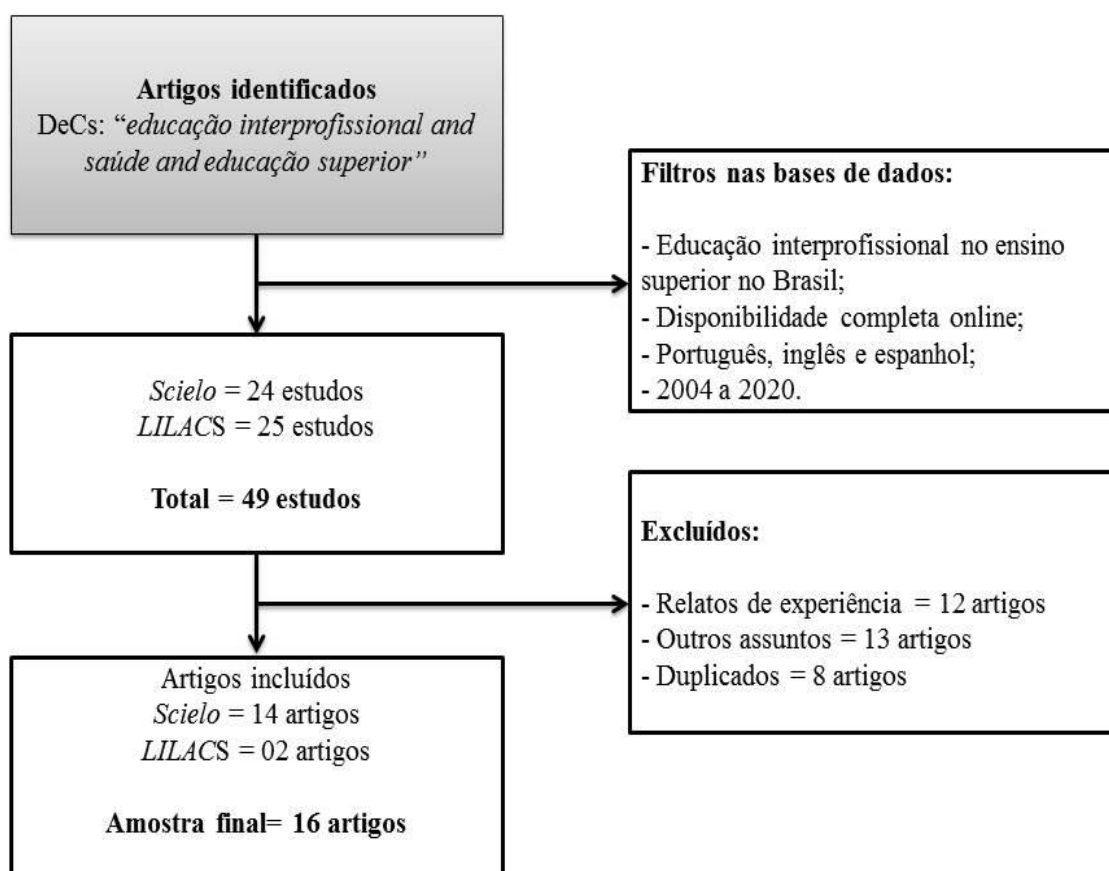 Artigos identificados
DeCs: “educação interprofissional and
saúde and educação superior”
Filtros nas bases de dados:
- Educação interprofissional no ensino
superior no Brasil;
- Disponibilidade completa online;
- Português, inglês e espanhol;
- 2004 a 2020.
Scielo = 24 estudos
LILACS = 25 estudos
Total = 49 estudos
Excluídos:
- Relatos de experiência = 12 artigos
- Outros assuntos = 13 artigos
- Duplicados = 8 artigos
Artigos incluídos
Scielo = 14 artigos
LILACS = 02 artigos
Amostra final= 16 artigos